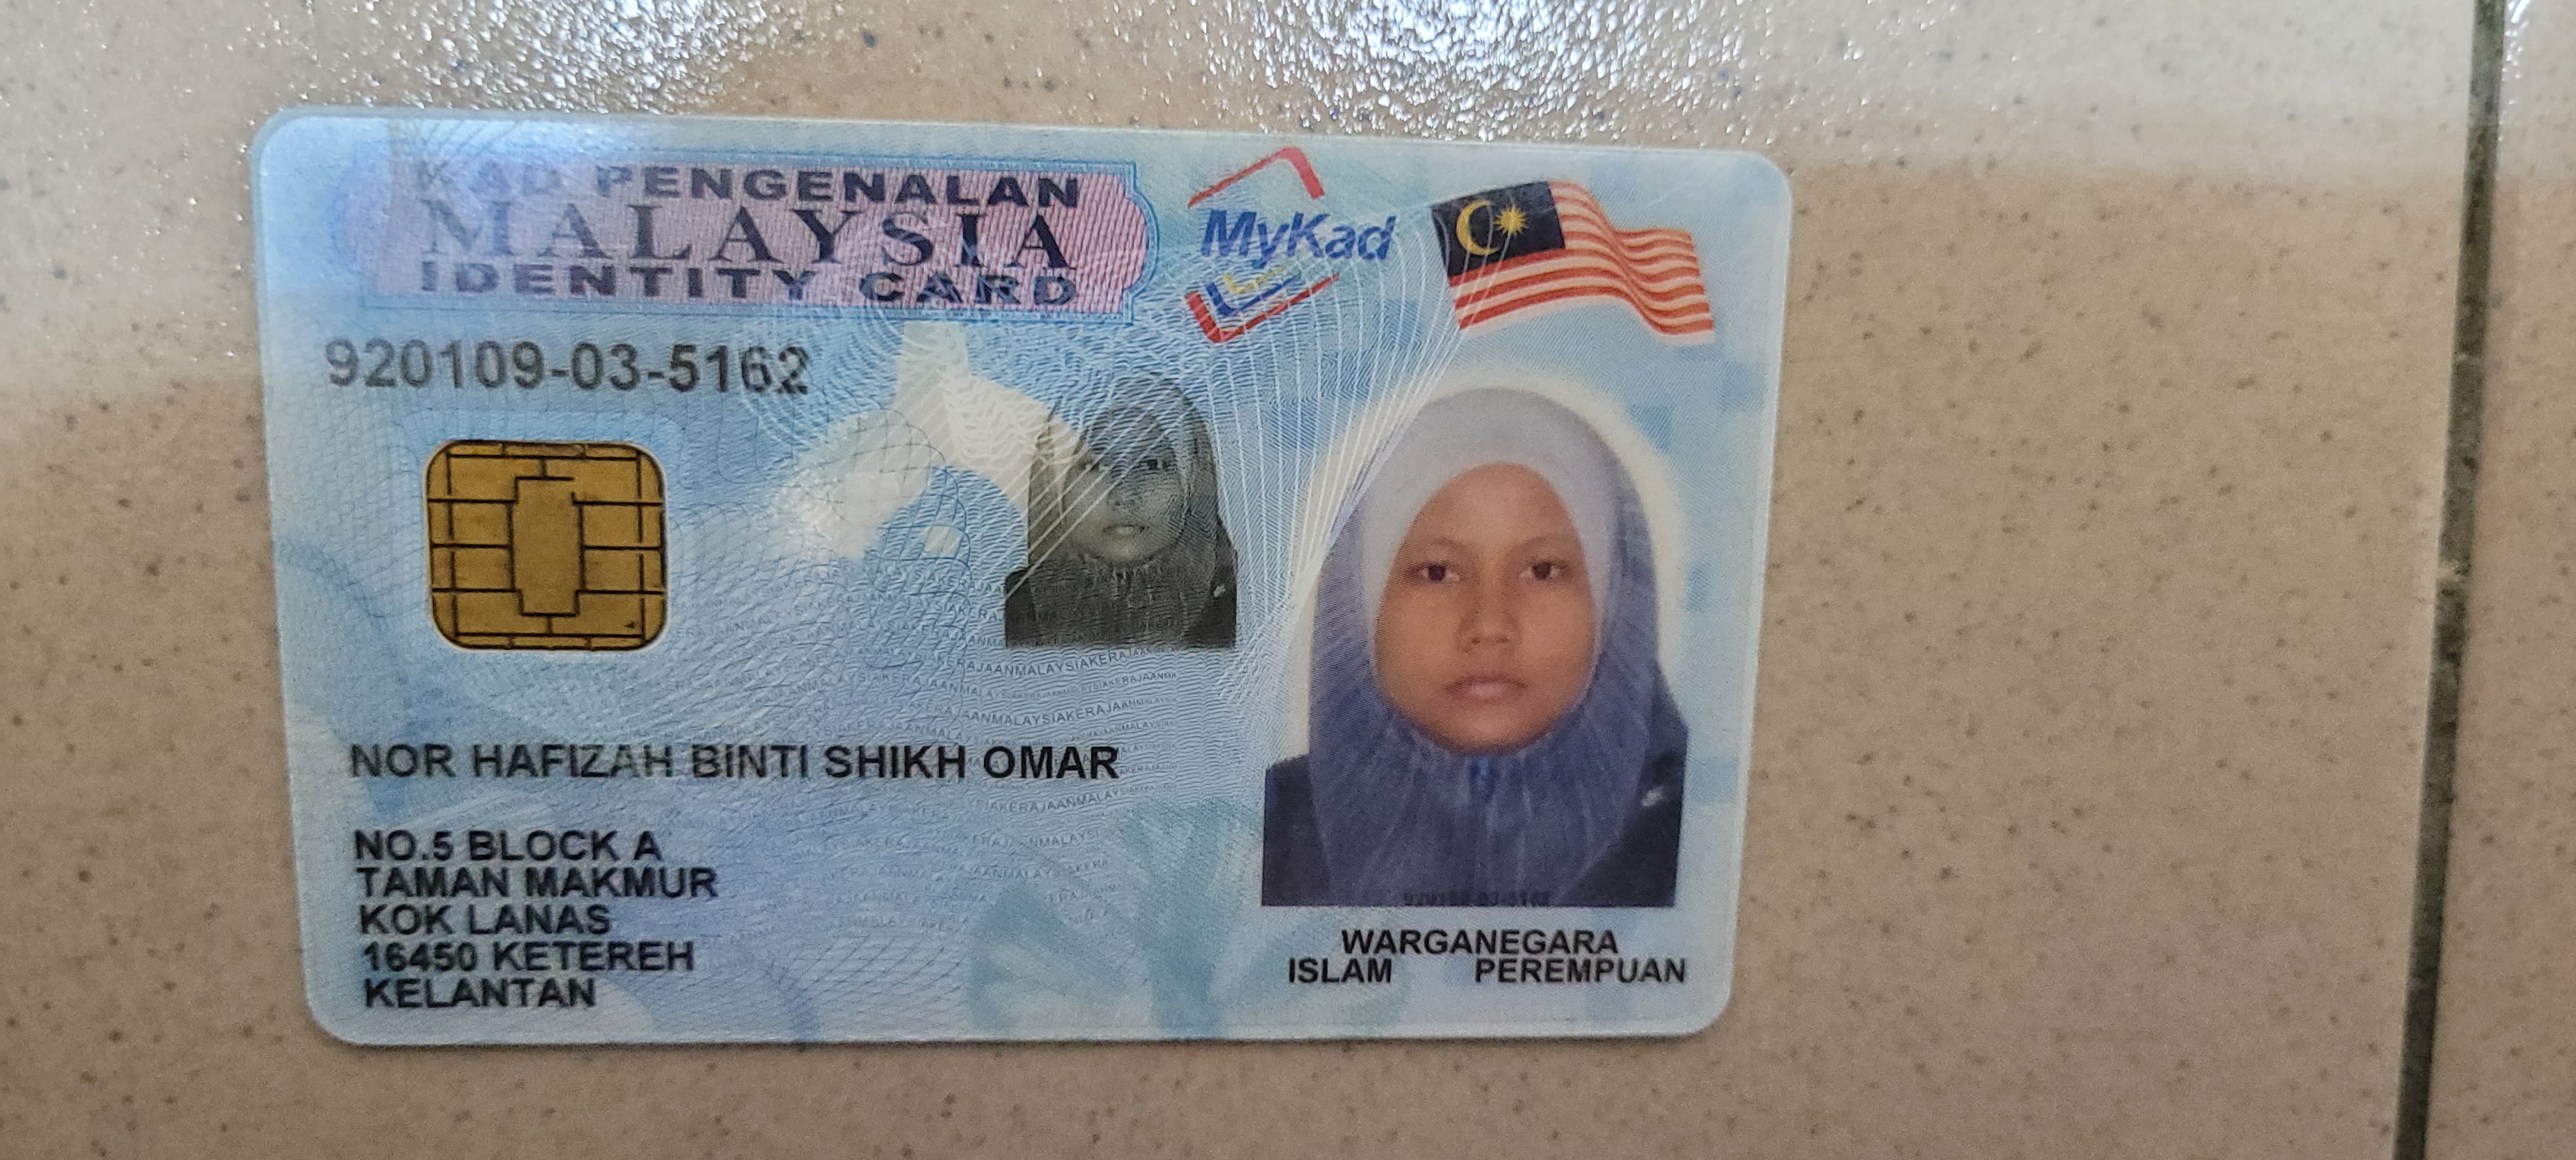 KAD PENGENALAN
MALAYSIA
IDENTITY CARD
MyKad
920109-03-5162
NOR HAFIZAH BINTI SHIKH OMAR
NO.5 BLOCK A
TAMAN MAKMUR
KOK LANAS
16450 KETEREH
KELANTAN
WARGANEGARA
ISLAM PEREMPUAN